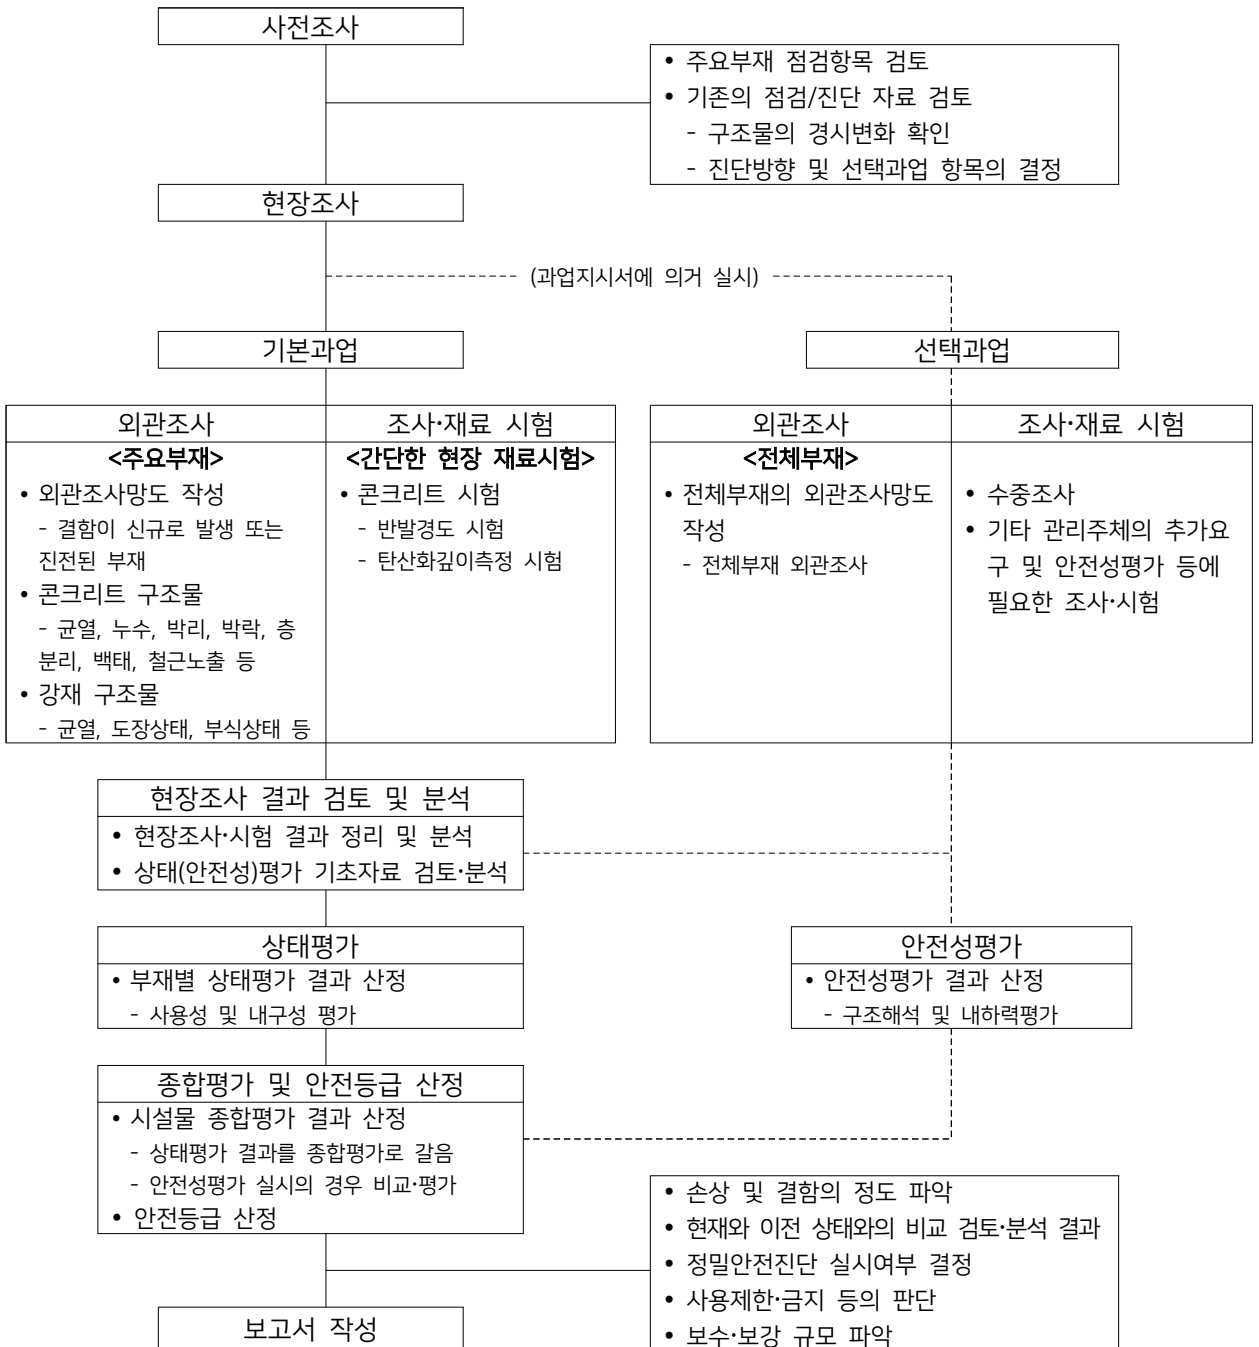 사전조사
• 주요부재 점검항목 검토
• 기존의 점검/진단 자료 검토
- 구조물의 경시변화 확인
- 진단방향 및 선택과업 항목의 결정
현장조사
(과업지시서에 의거 실시)
기본과업
선택과업
외관조사
<주요부재>
• 외관조사망도 작성
- 결함이 신규로 발생 또는
진전된 부재
• 콘크리트 구조물
- 균열, 누수, 박리, 박락, 층
분리, 백태, 철근노출 등
• 강재 구조물
- 균열, 도장상태, 부식상태 등
조사·재료 시험
<간단한 현장 재료시험>
• 콘크리트 시험
- 반발경도 시험
- 탄산화깊이측정 시험
외관조사
<전체부재>
• 전체부재의 외관조사망도
작성
- 전체부재 외관조사
조사·재료 시험
• 수중조사
• 기타 관리주체의 추가요
구 및 안전성평가 등에
필요한 조사·시험
현장조사 결과 검토 및 분석
• 현장조사·시험 결과 정리 및 분석
• 상태(안전성)평가 기초자료 검토·분석
상태평가
• 부재별 상태평가 결과 산정
- 사용성 및 내구성 평가
안전성평가
• 안전성평가 결과 산정
- 구조해석 및 내하력평가
종합평가 및 안전등급 산정
• 시설물 종합평가 결과 산정
- 상태평가 결과를 종합평가로 갈음
- 안전성평가 실시의 경우 비교·평가
• 안전등급 산정
• 손상 및 결함의 정도 파악
• 현재와 이전 상태와의 비교 검토·분석 결과
• 정밀안전진단 실시여부 결정
• 사용제한·금지 등의 판단
• 보수·보강 규모 파악
보고서 작성